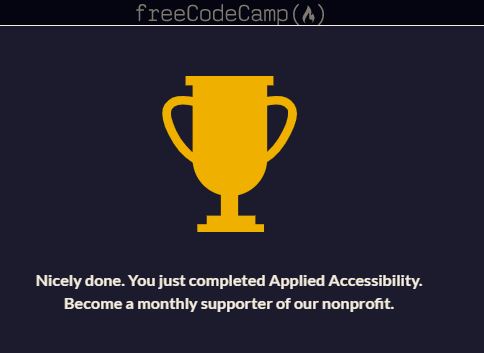 freeCodeCamp(🔥)
Nicely done. You just completed Applied Accessibility.
Become a monthly supporter of our nonprofit.